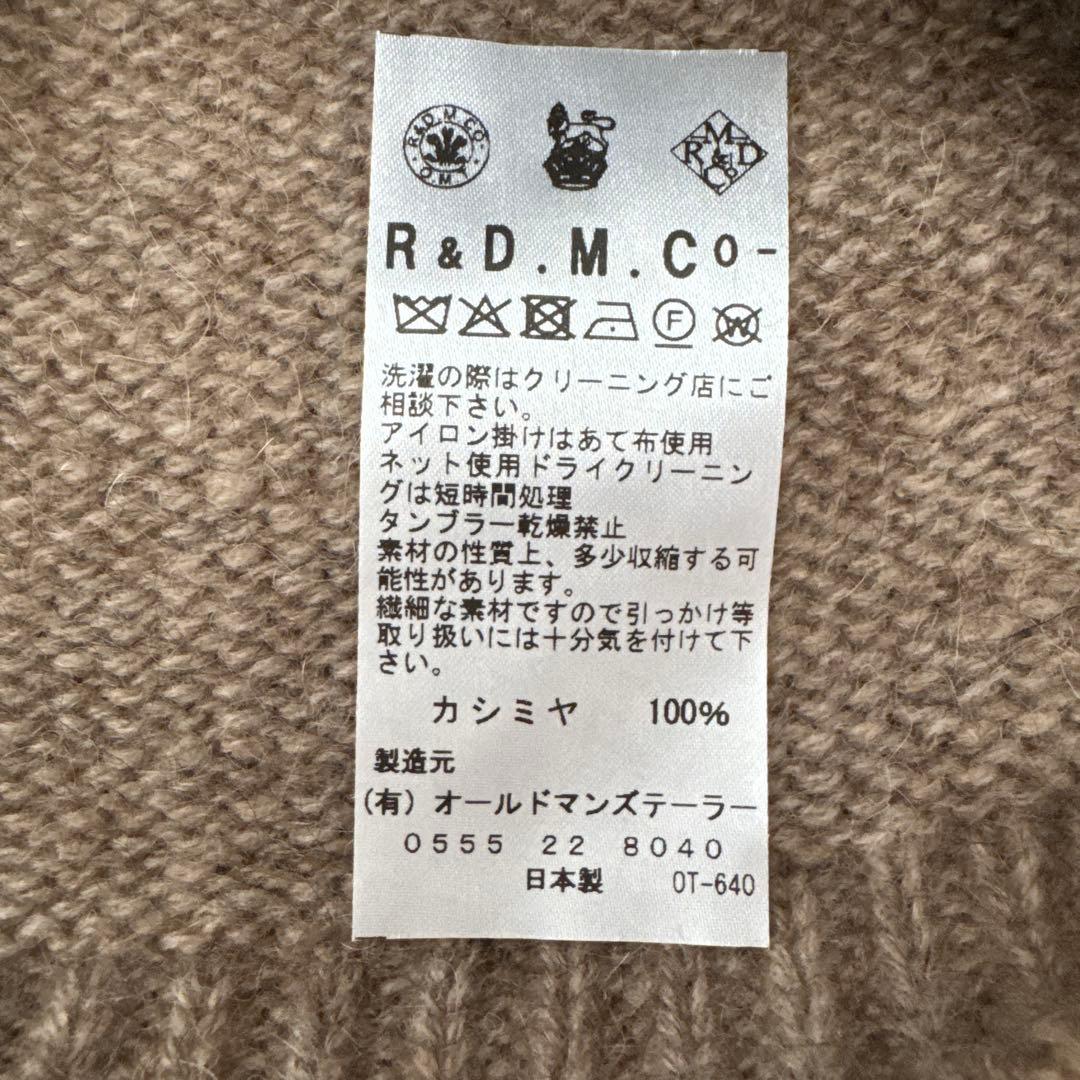 R&D.M.CO-
O.M.T
M
R&D
Co
R&D.M.Co-
F
W
洗濯の際はクリーニング店にご
相談下さい。
アイロン掛けはあて布使用
ネット使用ドライクリーニン
グは短時間処理
タンブラー乾燥禁止
素材の性質上、多少収縮する可
能性があります。
繊細な素材ですので引っかけ等
取り扱いには十分気を付けて下
さい。
カシミヤ 100%
製造元
(有)オールドマンズテーラー
0555 22 8040
日本製 OT-640